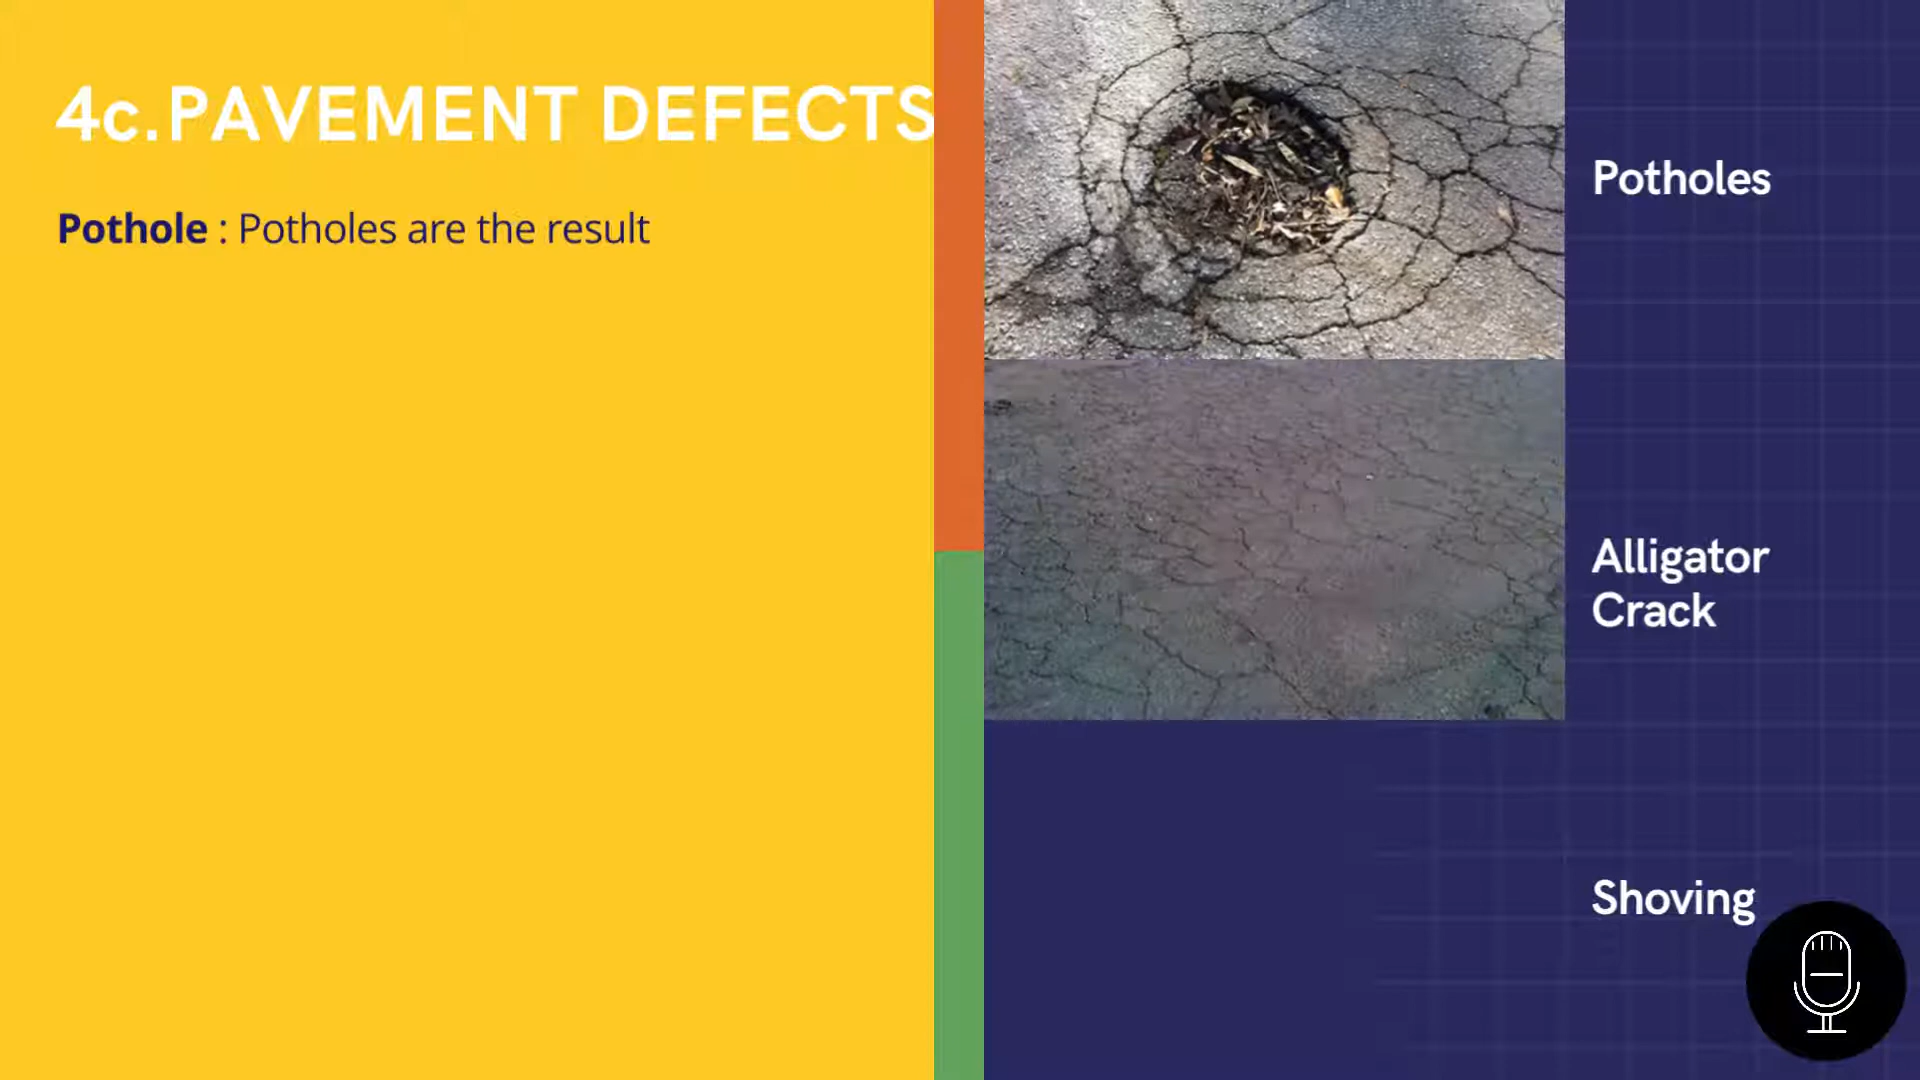 4c.PAVEMENT DEFECTS
Pothole : Potholes are the result
Potholes
Alligator
Crack
Shoving